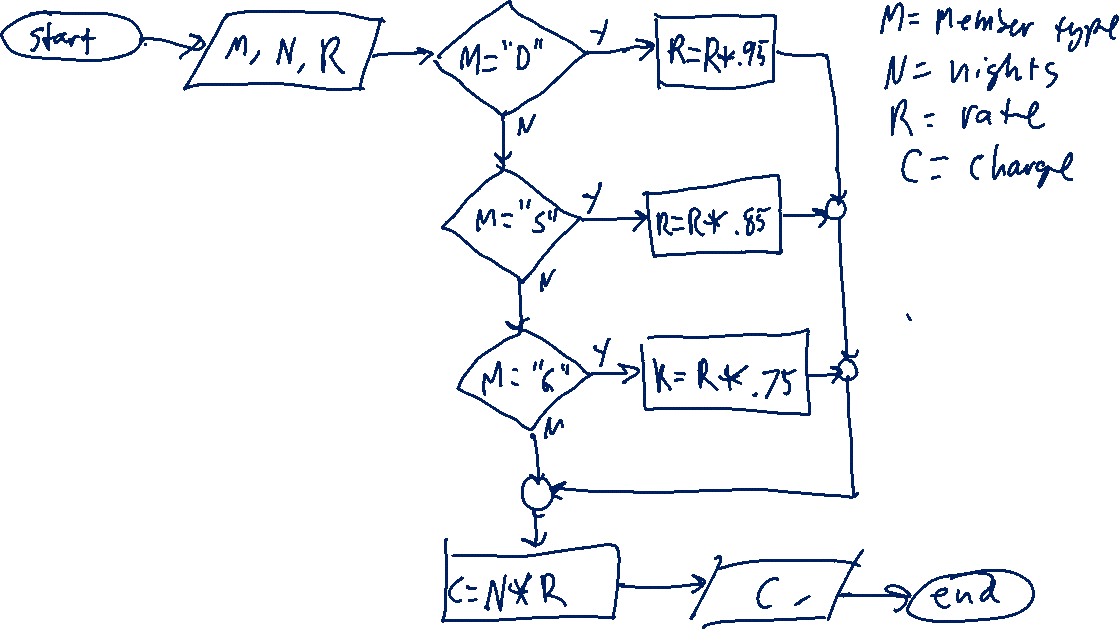 start
M, N, R
M="D"
Y
R=R*.95
N
M="S"
Y
R=R*.85
N
M="G"
Y
R=R*.75
N
C=N*R
C
end
M= Member type
N= nights
R= rate
C= Charge